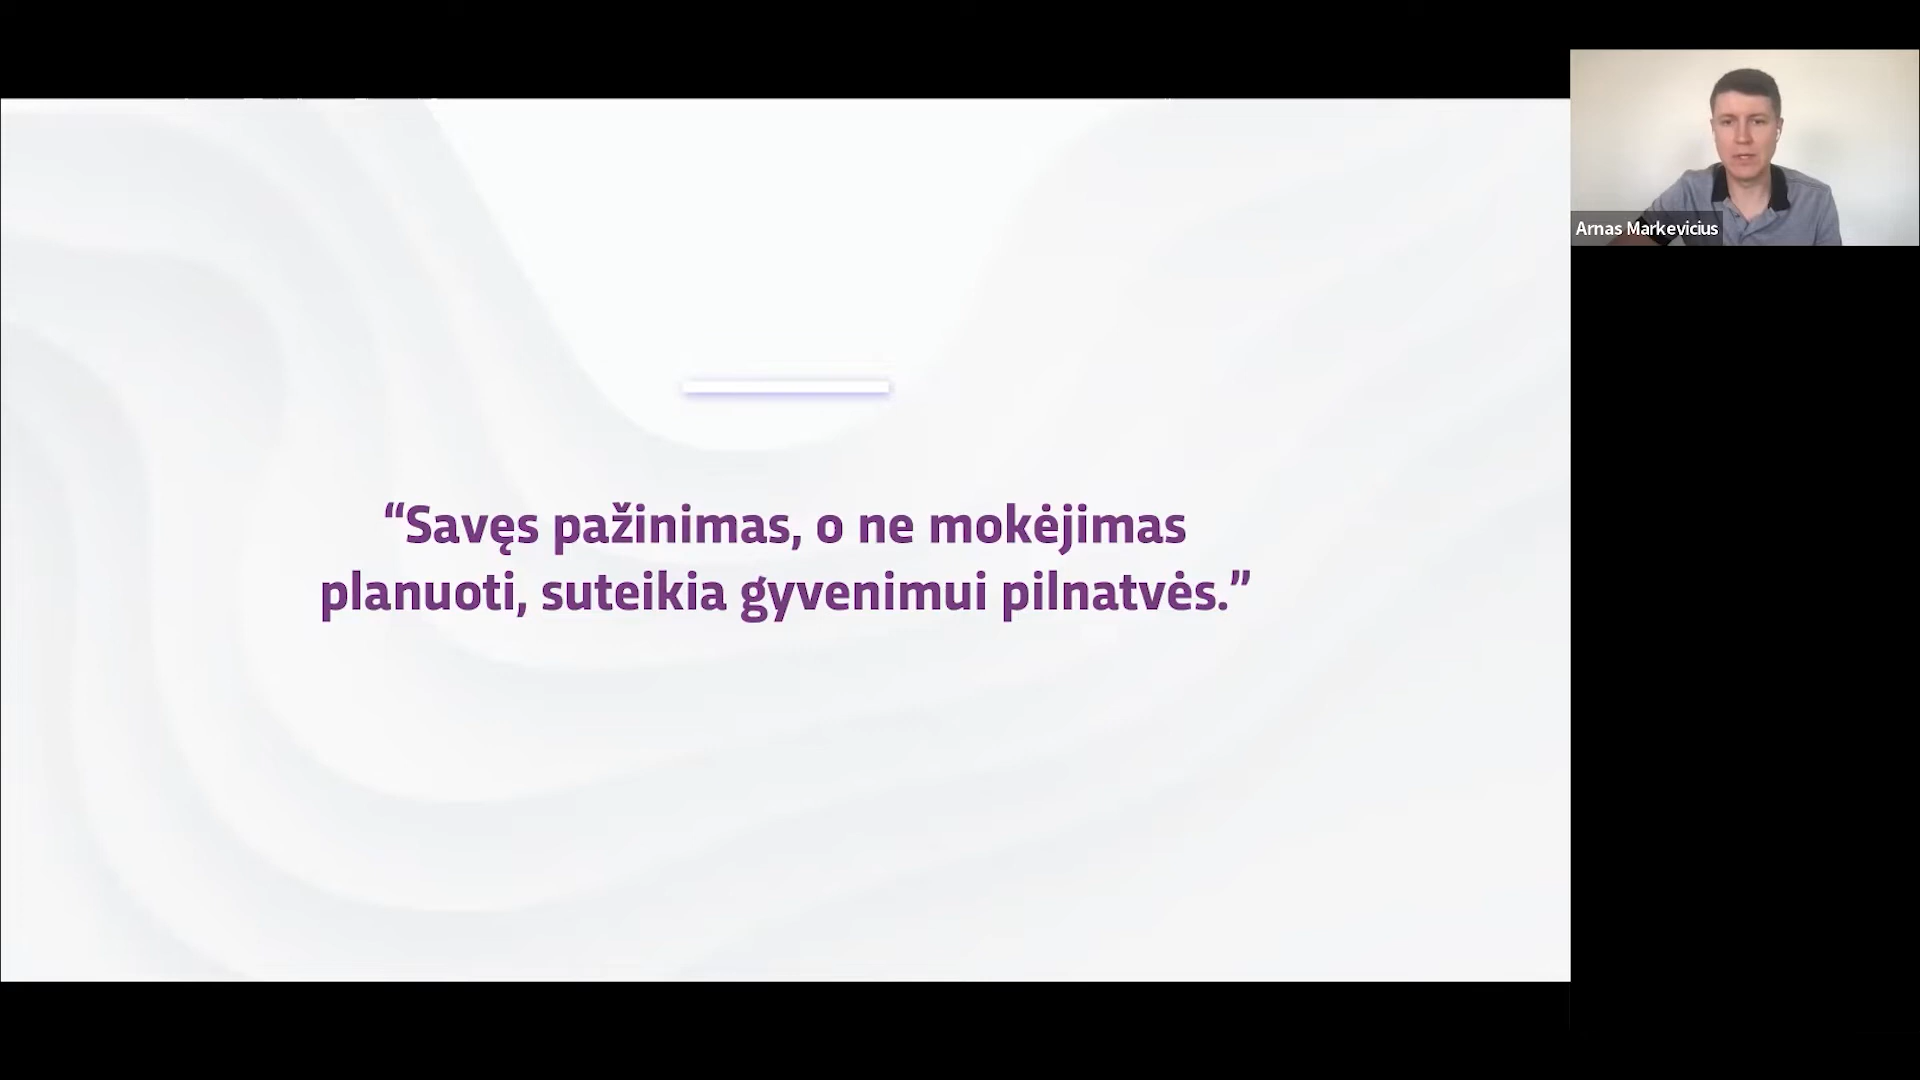 “Savęs pažinimas, o ne mokėjimas
planuoti, suteikia gyvenimui pilnatvės.”
Arnas Markevicius